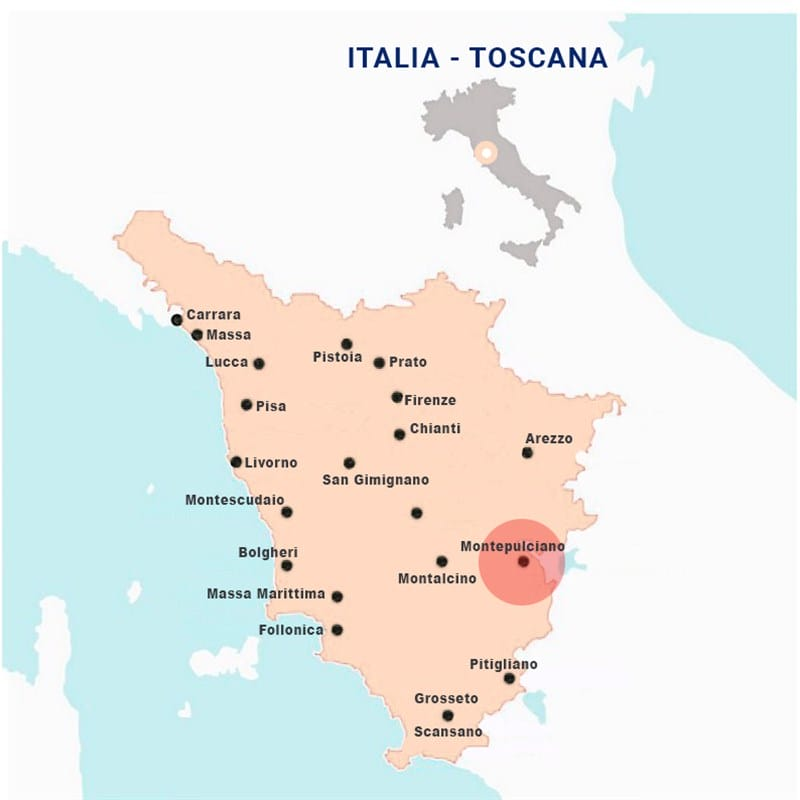 ITALIA - TOSCANA
Carrara
Massa
Pistoia
Lucca
Prato
Firenze
Pisa
Chianti
Arezzo
Livorno
San Gimignano
Montescudaio
Montepulciano
Bolgheri
Montalcino
Massa Marittima
Follonica
Pitigliano
Grosseto
Scansano